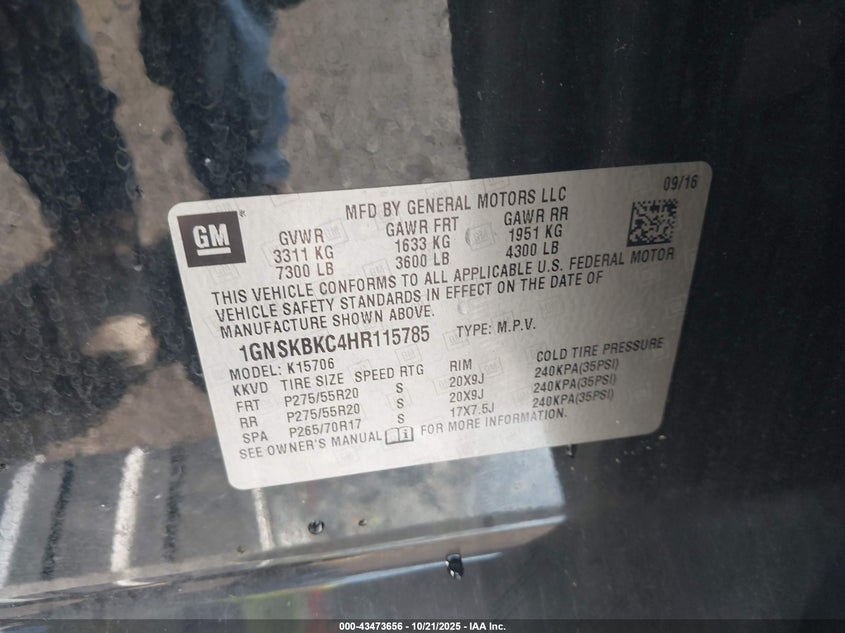 GM
MFD BY GENERAL MOTORS LLC
09/16
GVWR GAWR FRT GAWR RR
3311 KG 1633 KG 1951 KG
7300 LB 3600 LB 4300 LB
THIS VEHICLE CONFORMS TO ALL APPLICABLE U.S. FEDERAL MOTOR
VEHICLE SAFETY STANDARDS IN EFFECT ON THE DATE OF
MANUFACTURE SHOWN ABOVE.
1GNSKBKC4HR115785 TYPE: M.P.V.
MODEL: K15706
KKVD TIRE SIZE SPEED RTG RIM COLD TIRE PRESSURE
FRT P275/55R20 S 20X9J 240KPA(35PSI)
RR P275/55R20 S 20X9J 240KPA(35PSI)
SPA P265/70R17 S 17X7.5J 240KPA(35PSI)
SEE OWNER'S MANUAL FOR MORE INFORMATION.
000-43473656 - 10/21/2025 - IAA Inc.